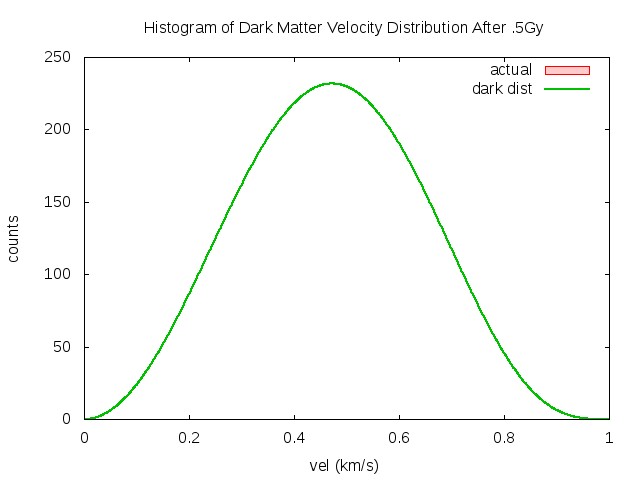 Histogram of Dark Matter Velocity Distribution After .5Gy
250
200
150
100
50
0
counts
actual
dark dist
0 0.2 0.4 0.6 0.8 1
vel (km/s)